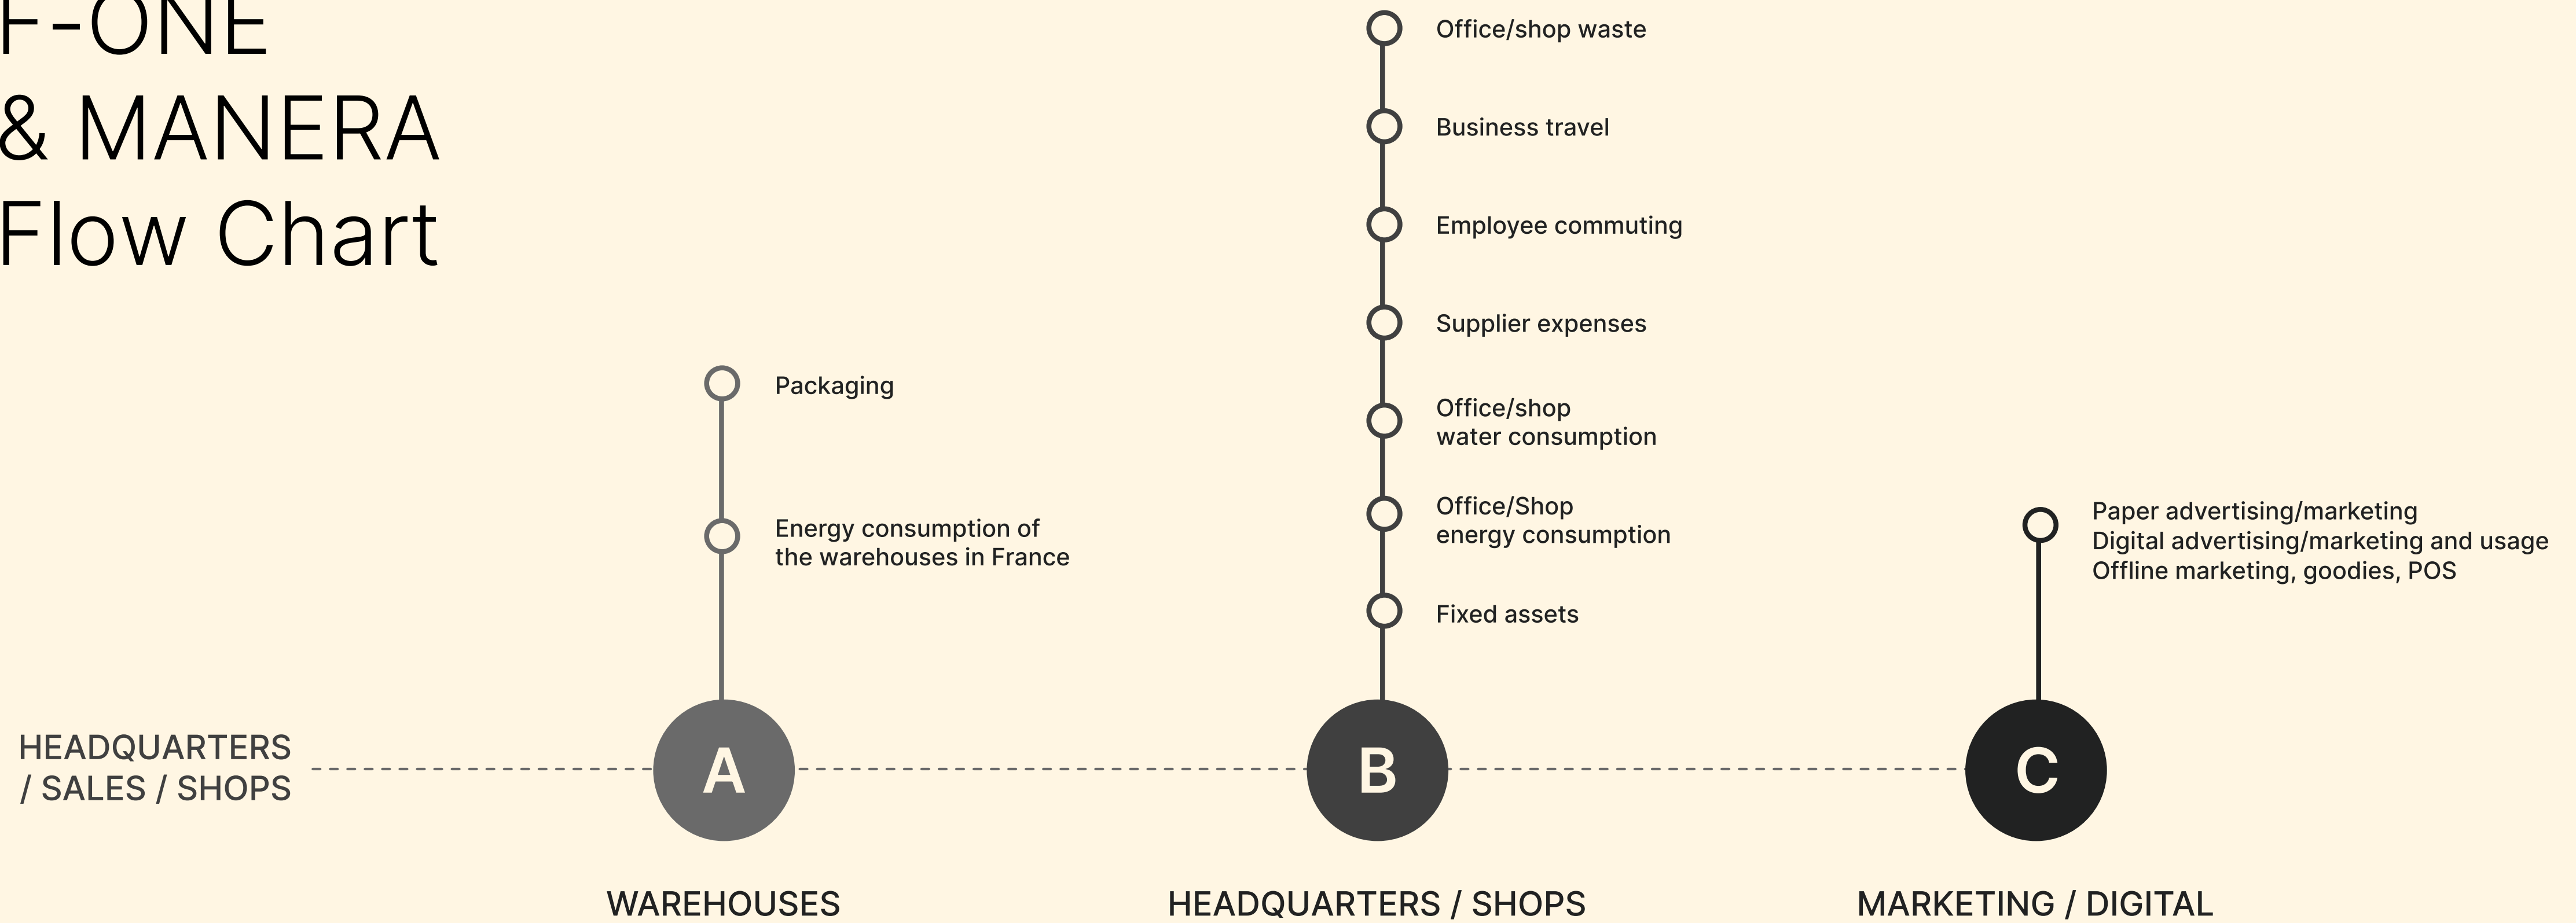 F-ONE
& MANERA
Flow Chart
Office/shop waste
Business travel
Employee commuting
Supplier expenses
Office/shop
water consumption
Office/Shop
energy consumption
Fixed assets
Packaging
Energy consumption of
the warehouses in France
Paper advertising/marketing
Digital advertising/marketing and usage
Offline marketing, goodies, POS
HEADQUARTERS
/ SALES / SHOPS
A
B
C
WAREHOUSES
HEADQUARTERS / SHOPS
MARKETING / DIGITAL